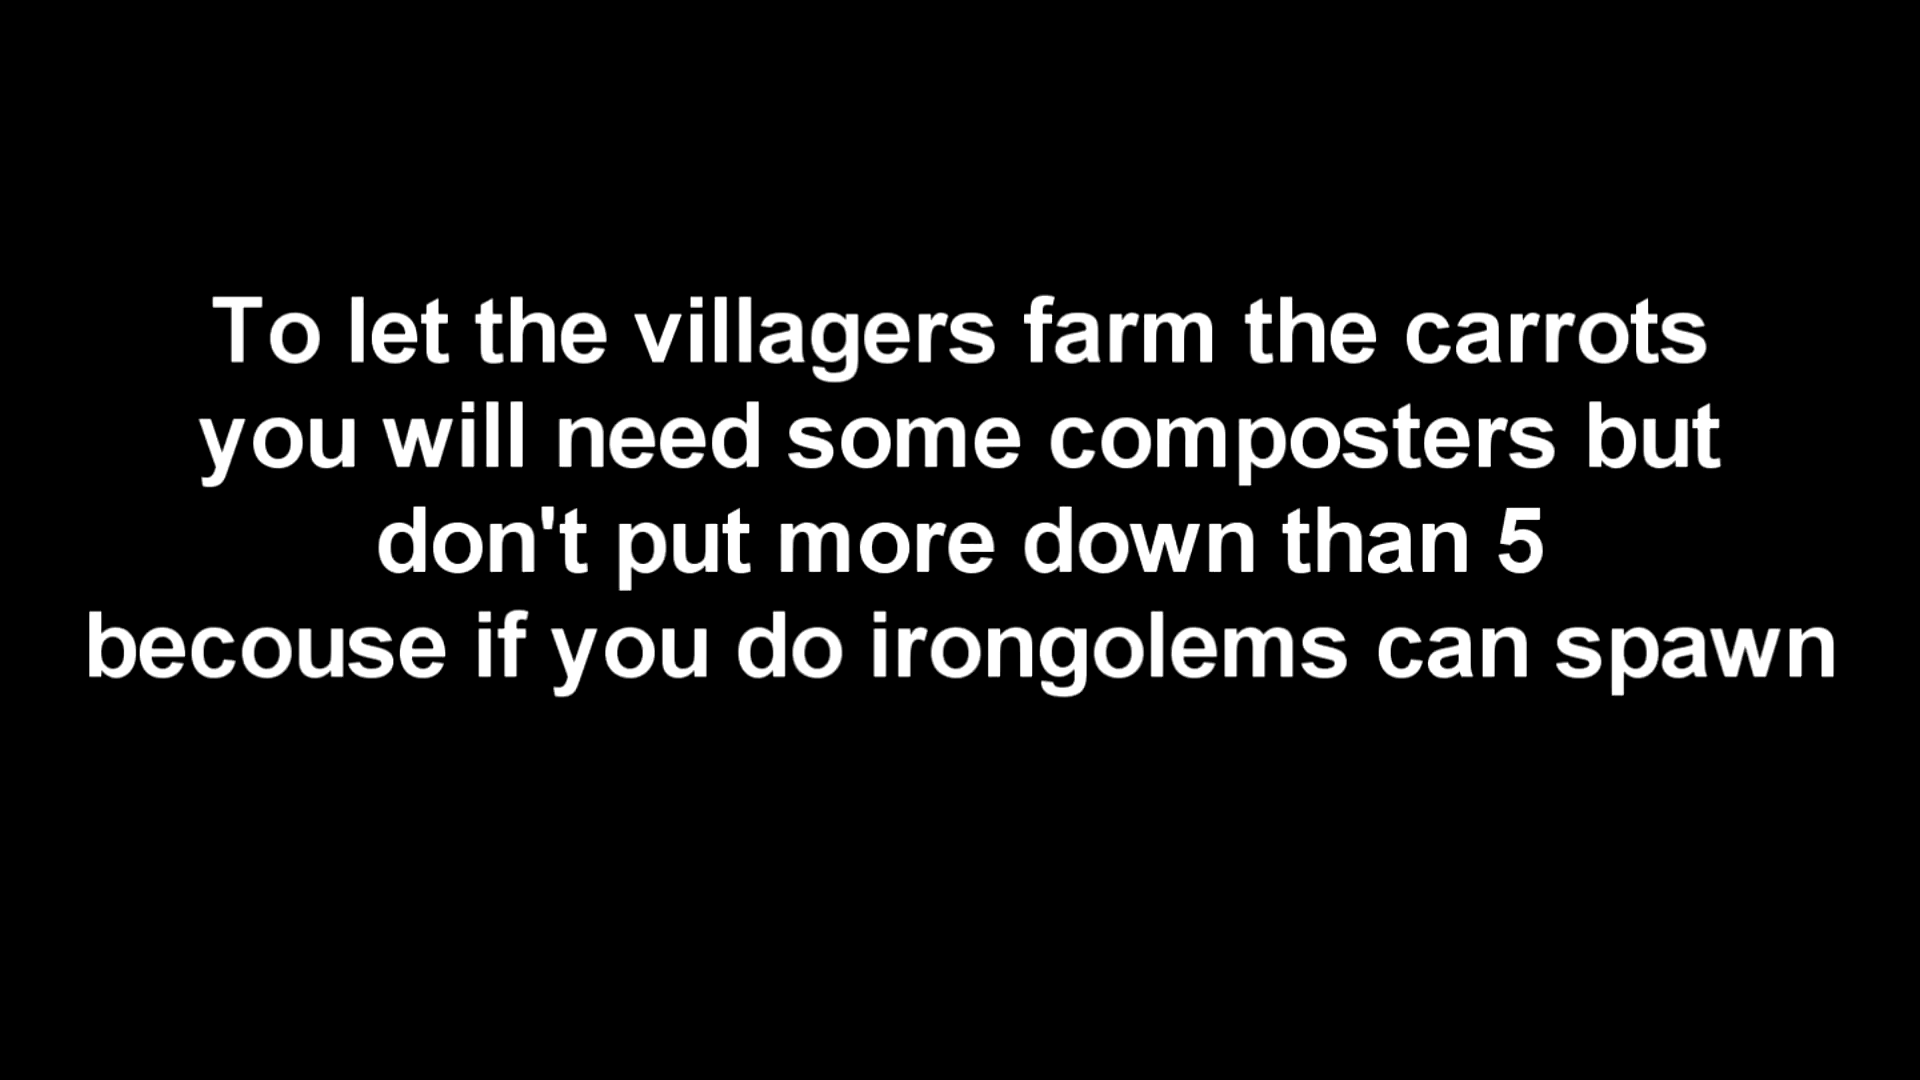 To let the villagers farm the carrots
you will need some composters but
don't put more down than 5
becouse if you do irongolems can spawn